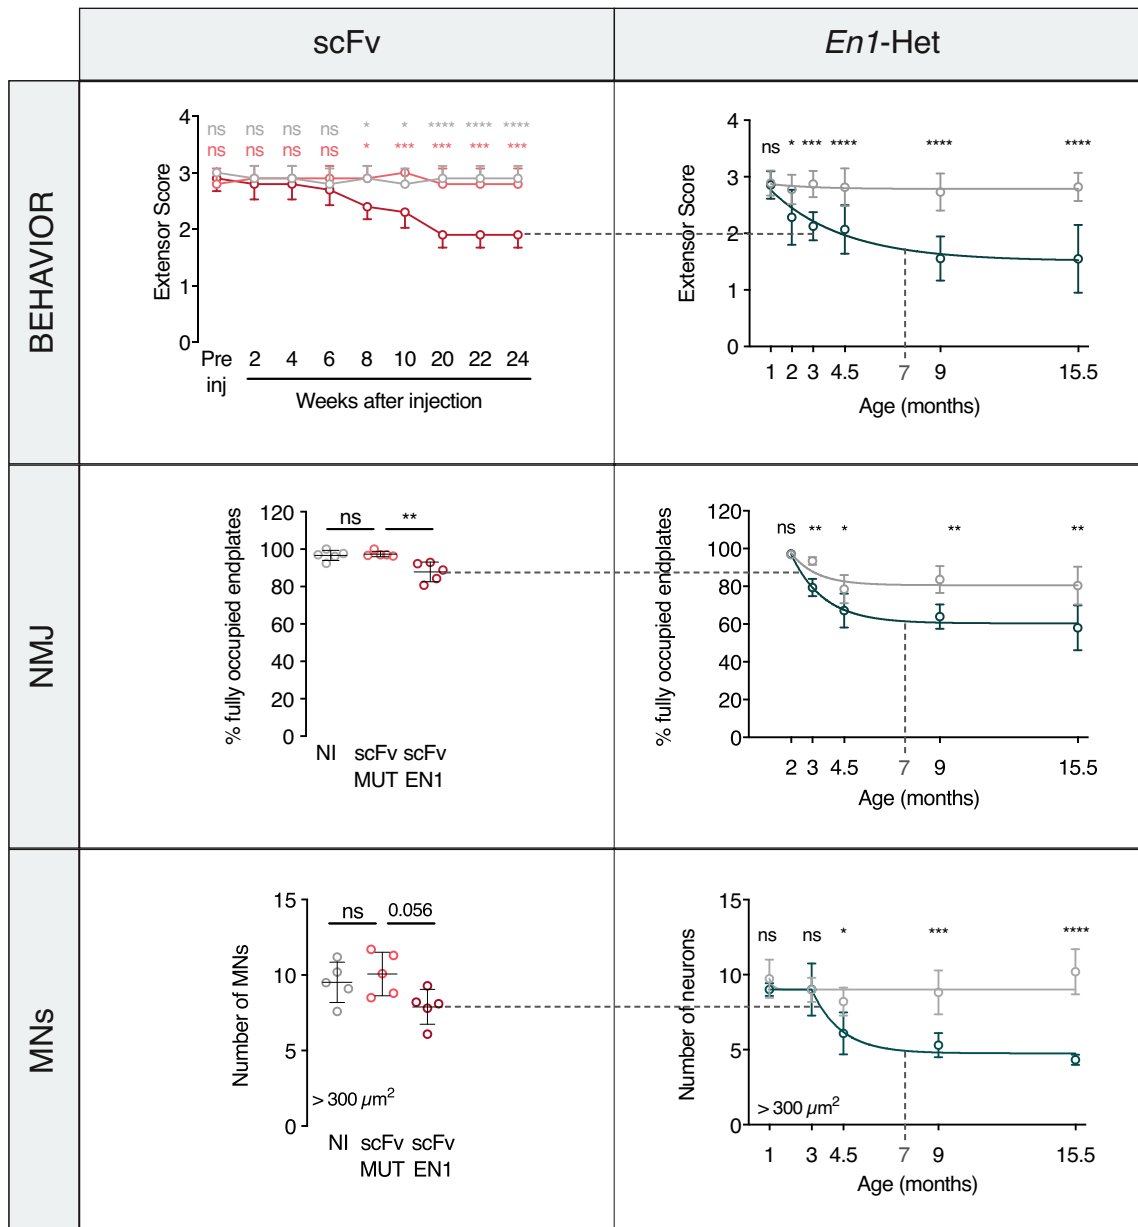 scFv
En1-Het
BEHAVIOR
Extensor Score
4
3
2
1
0
ns ns ns ns * * **** **** ****
ns ns ns ns * *** *** *** ***
Pre inj
2 4 6 8 10 20 22 24
Weeks after injection
Extensor Score
4
3
2
1
0
ns * *** **** **** ****
1 2 3 4.5 7 9 15.5
Age (months)
NMJ
% fully occupied endplates
120
100
80
60
40
20
0
ns **
NI scFv scFv
MUT EN1
% fully occupied endplates
120
100
80
60
40
20
0
ns ** * ** **
2 3 4.5 7 9 15.5
Age (months)
MNs
Number of MNs
15
10
5
0
ns 0.056
> 300 µm²
NI scFv scFv
MUT EN1
Number of neurons
15
10
5
0
ns ns * *** ****
> 300 µm²
1 3 4.5 7 9 15.5
Age (months)